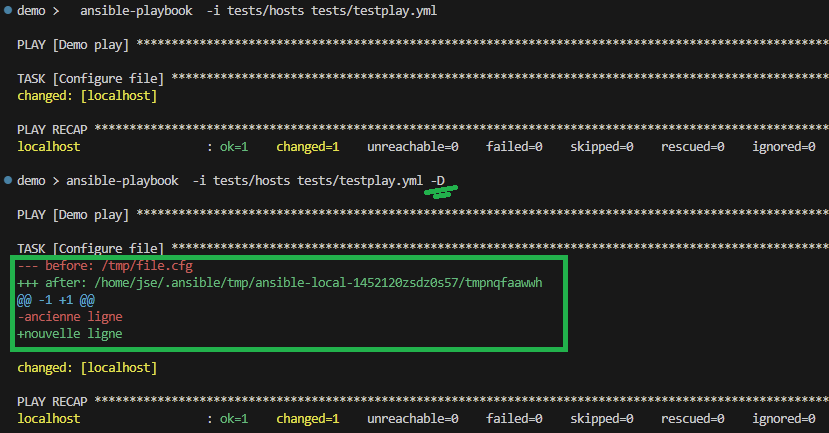 demo > ansible-playbook -i tests/hosts tests/testplay.yml
PLAY [Demo play] ***************************************************************************************************
TASK [Configure file] **********************************************************************************************
changed: [localhost]
PLAY RECAP *********************************************************************************************************
localhost : ok=1 changed=1 unreachable=0 failed=0 skipped=0 rescued=0 ignored=0
demo > ansible-playbook -i tests/hosts tests/testplay.yml -D
PLAY [Demo play] ***************************************************************************************************
TASK [Configure file] **********************************************************************************************
--- before: /tmp/file.cfg
+++ after: /home/jse/.ansible/tmp/ansible-local-1452120zsdz0s57/tmpnqfaawwh
@@ -1 +1 @@
-ancienne ligne
+nouvelle ligne
changed: [localhost]
PLAY RECAP *********************************************************************************************************
localhost : ok=1 changed=1 unreachable=0 failed=0 skipped=0 rescued=0 ignored=0